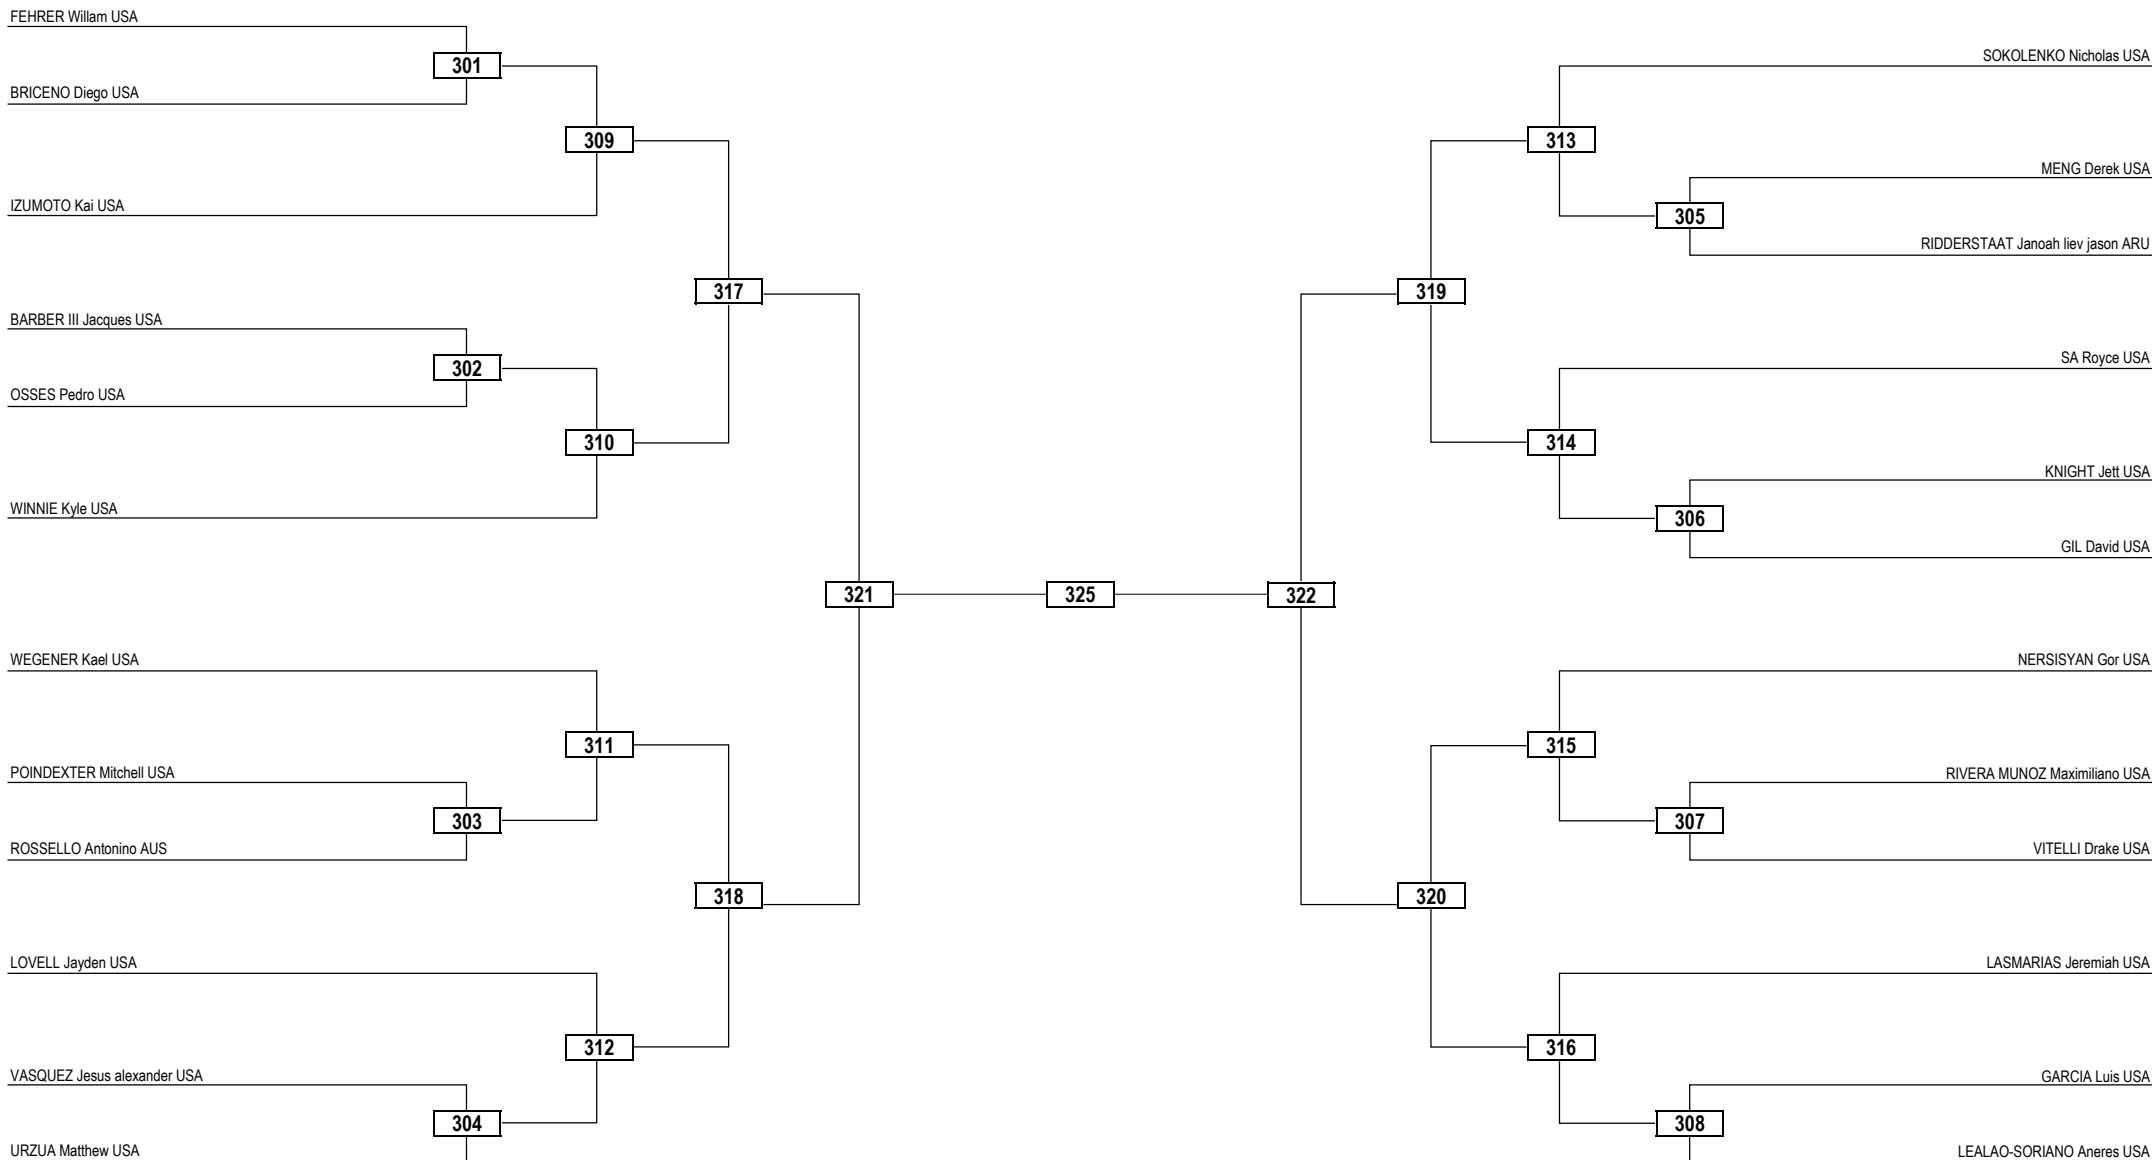 FEHRER Willam USA
SOKOLENKO Nicholas USA
301
BRICENO Diego USA
309
313
MENG Derek USA
IZUMOTO Kai USA
305
RIDDERSTAAT Janoah liev jason ARU
317
319
BARBER III Jacques USA
SA Royce USA
302
OSSES Pedro USA
310
314
KNIGHT Jett USA
WINNIE Kyle USA
306
GIL David USA
321
325
322
WEGENER Kael USA
NERSISYAN Gor USA
311
315
POINDEXTER Mitchell USA
RIVERA MUNOZ Maximiliano USA
303
307
ROSSELLO Antonino AUS
VITELLI Drake USA
318
320
LOVELL Jayden USA
LASMARIAS Jeremiah USA
312
316
VASQUEZ Jesus alexander USA
GARCIA Luis USA
304
308
URZUA Matthew USA
LEALAO-SORIANO Aneres USA